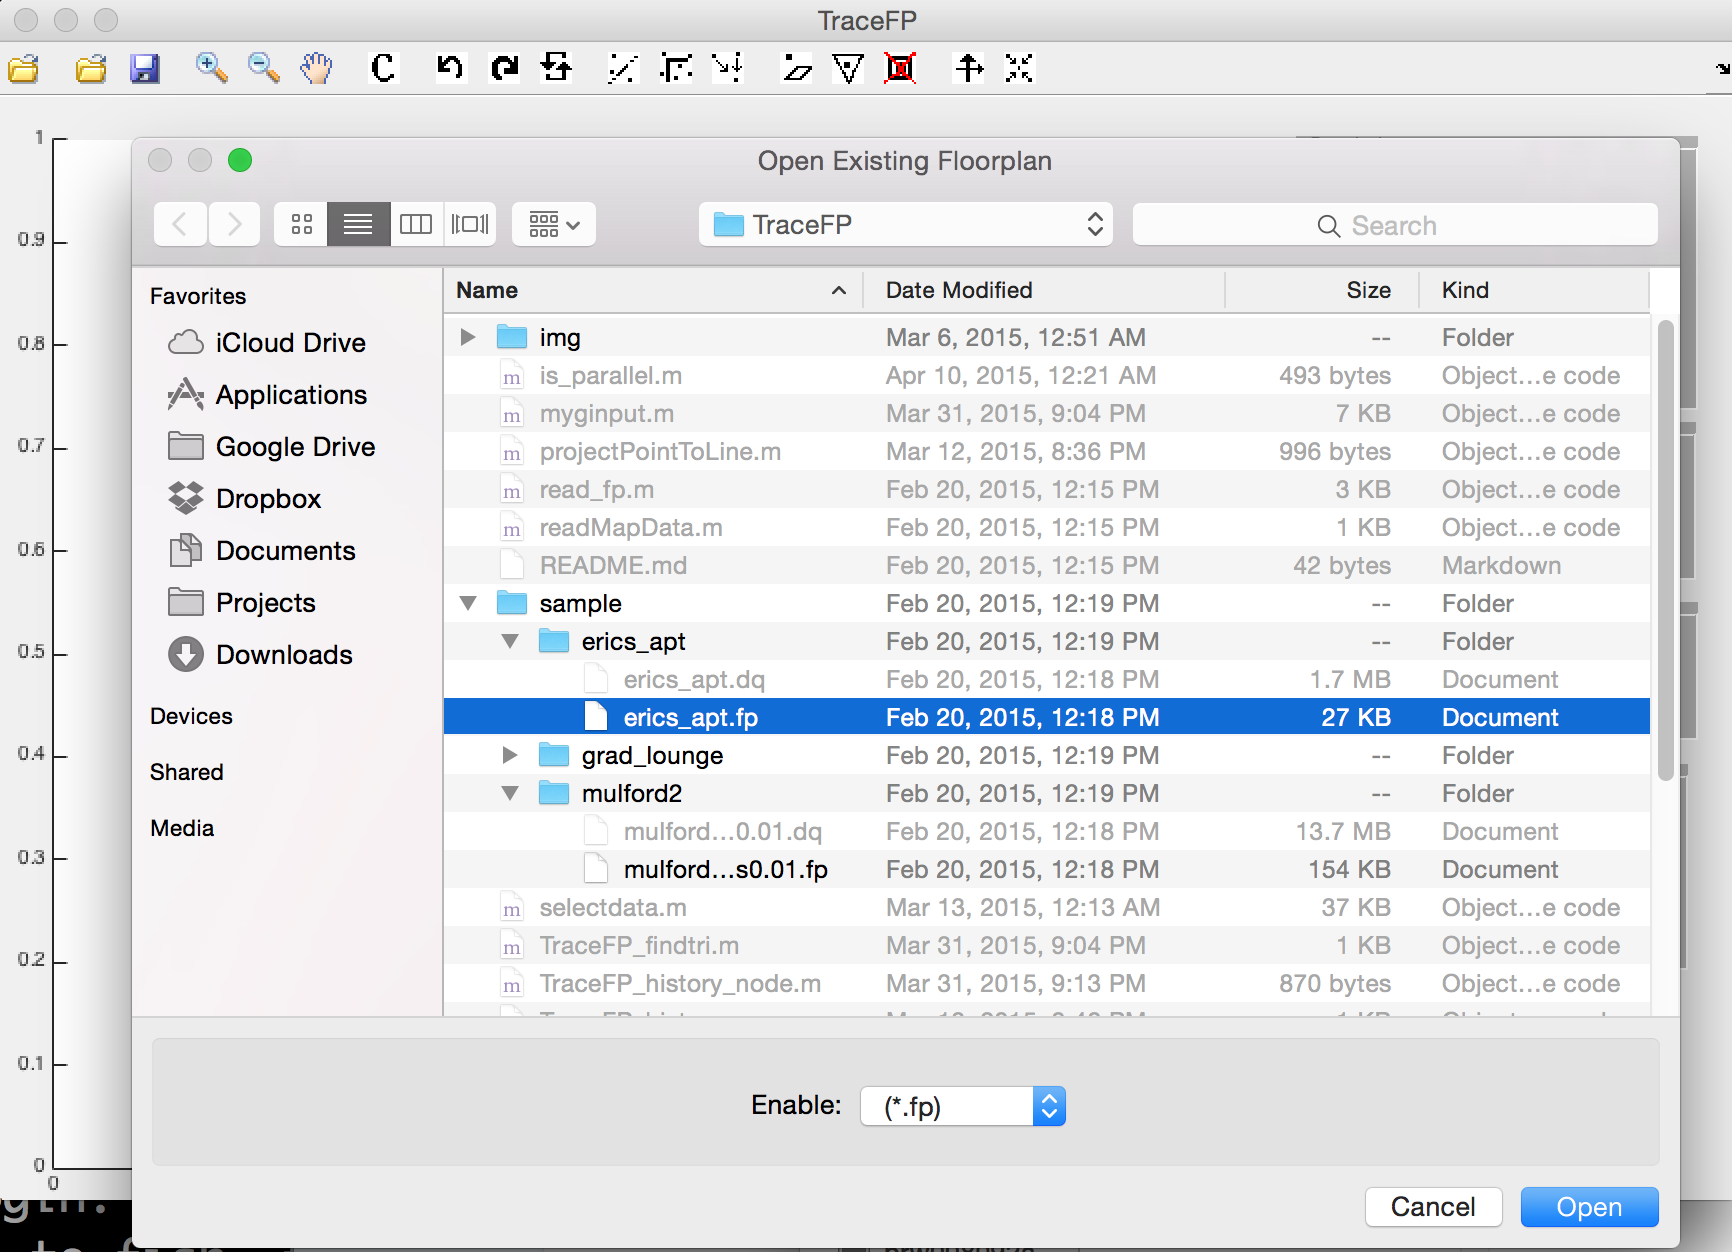 TraceFP
C
1
0.9
0.8
0.7
0.6
0.5
0.4
0.3
0.2
0.1
0
0
Open Existing Floorplan
TraceFP
Search
Favorites
iCloud Drive
Applications
Google Drive
Dropbox
Documents
Projects
Downloads
Devices
Shared
Media
Name Date Modified Size Kind
img Mar 6, 2015, 12:51 AM -- Folder
m is_parallel.m Apr 10, 2015, 12:21 AM 493 bytes Object...e code
m myginput.m Mar 31, 2015, 9:04 PM 7 KB Object...e code
m projectPointToLine.m Mar 12, 2015, 8:36 PM 996 bytes Object...e code
m read_fp.m Feb 20, 2015, 12:15 PM 3 KB Object...e code
m readMapData.m Feb 20, 2015, 12:15 PM 1 KB Object...e code
README.md Feb 20, 2015, 12:15 PM 42 bytes Markdown
sample Feb 20, 2015, 12:19 PM -- Folder
erics_apt Feb 20, 2015, 12:19 PM -- Folder
erics_apt.dq Feb 20, 2015, 12:18 PM 1.7 MB Document
erics_apt.fp Feb 20, 2015, 12:18 PM 27 KB Document
grad_lounge Feb 20, 2015, 12:19 PM -- Folder
mulford2 Feb 20, 2015, 12:19 PM -- Folder
mulford...0.01.dq Feb 20, 2015, 12:18 PM 13.7 MB Document
mulford...s0.01.fp Feb 20, 2015, 12:18 PM 154 KB Document
m selectdata.m Mar 13, 2015, 12:13 AM 37 KB Object...e code
m TraceFP_findtri.m Mar 31, 2015, 9:04 PM 1 KB Object...e code
m TraceFP_history_node.m Mar 31, 2015, 9:13 PM 870 bytes Object...e code
Enable: (*.fp)
Cancel Open